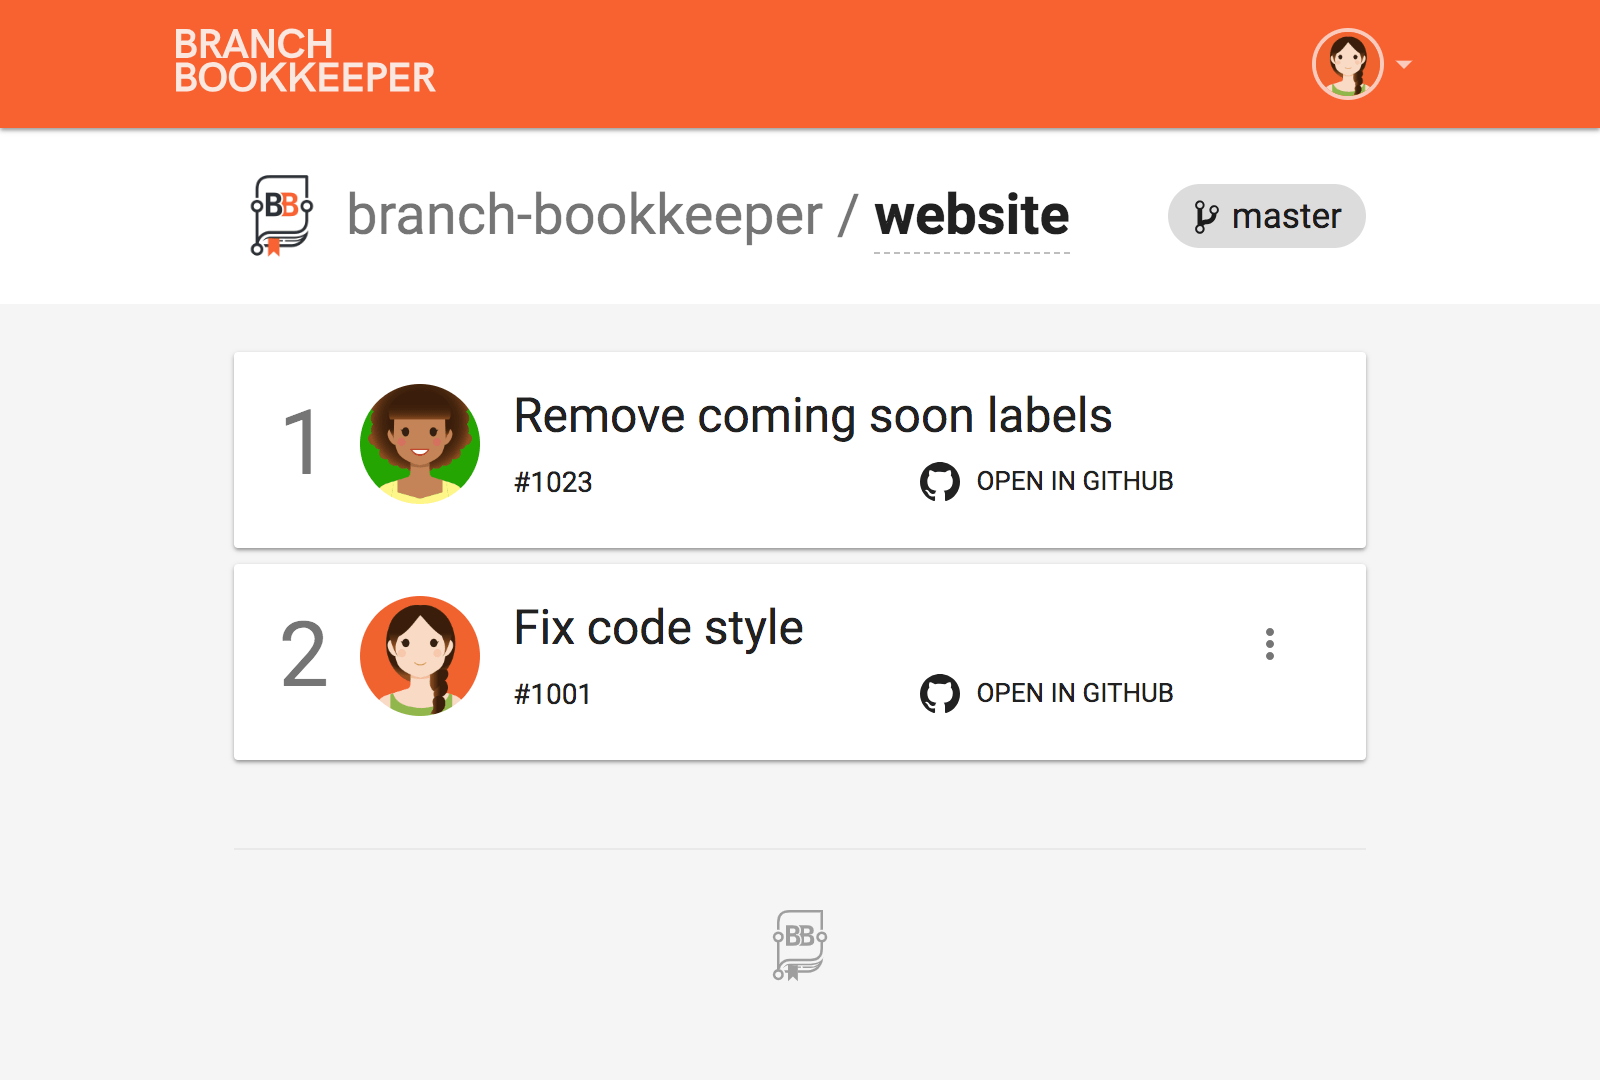 BRANCH
BOOKKEEPER
BB
branch-bookkeeper / website
master
1
Remove coming soon labels
#1023
OPEN IN GITHUB
2
Fix code style
#1001
OPEN IN GITHUB
BB